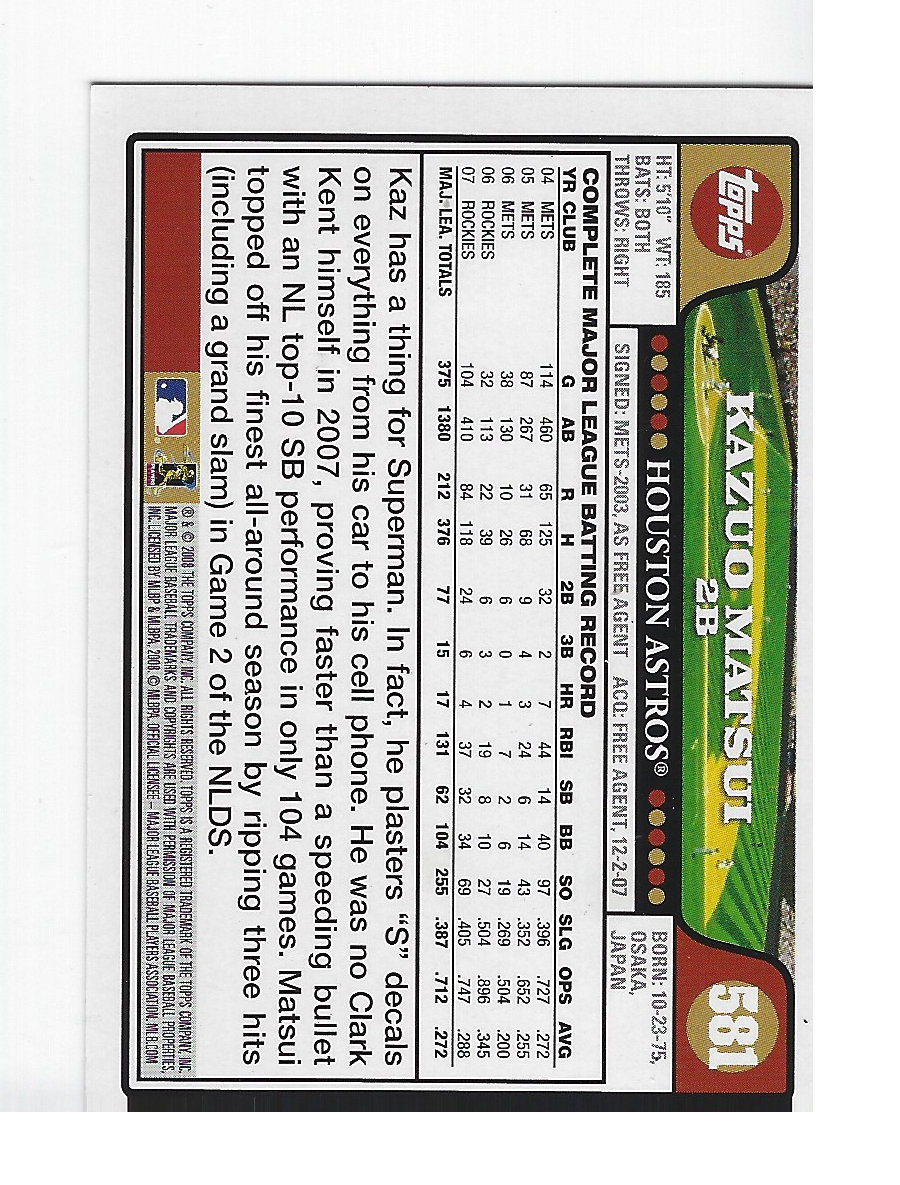 topps®
KAZUO MATSUI
2B
581
HT: 5'10" WT: 185
BATS: BOTH
THROWS: RIGHT
HOUSTON ASTROS®
SIGNED: METS-2003, AS FREE AGENT ACQ: FREE AGENT, 12-2-07
BORN: 10-23-75,
OSAKA,
JAPAN
COMPLETE MAJOR LEAGUE BATTING RECORD
YR CLUB G AB R H 2B 3B HR RBI SB BB SO SLG OPS AVG
04 METS 114 460 65 125 32 2 7 44 14 40 97 .396 .727 .272
05 METS 87 267 31 68 9 4 3 24 6 14 43 .352 .652 .255
06 METS 38 130 10 26 6 0 1 7 2 6 19 .269 .504 .200
06 ROCKIES 32 113 22 39 6 3 2 19 8 10 27 .504 .896 .345
07 ROCKIES 104 410 84 118 24 6 4 37 32 34 69 .405 .747 .288
MAJ. LEA. TOTALS 375 1380 212 376 77 15 17 131 62 104 255 .387 .712 .272
Kaz has a thing for Superman. In fact, he plasters “S” decals
on everything from his car to his cell phone. He was no Clark
Kent himself in 2007, proving faster than a speeding bullet
with an NL top-10 SB performance in only 104 games. Matsui
topped off his finest all-around season by ripping three hits
(including a grand slam) in Game 2 of the NLDS.
® & © 2008 THE TOPPS COMPANY, INC. ALL RIGHTS RESERVED. TOPPS IS A REGISTERED TRADEMARK OF THE TOPPS COMPANY, INC.
MAJOR LEAGUE BASEBALL TRADEMARKS AND COPYRIGHTS ARE USED WITH PERMISSION OF MAJOR LEAGUE BASEBALL PROPERTIES,
INC. LICENSED BY MLBP & MLBPA, 2008. © MLBPA. OFFICIAL LICENSEE – MAJOR LEAGUE BASEBALL PLAYERS ASSOCIATION. MLB.COM